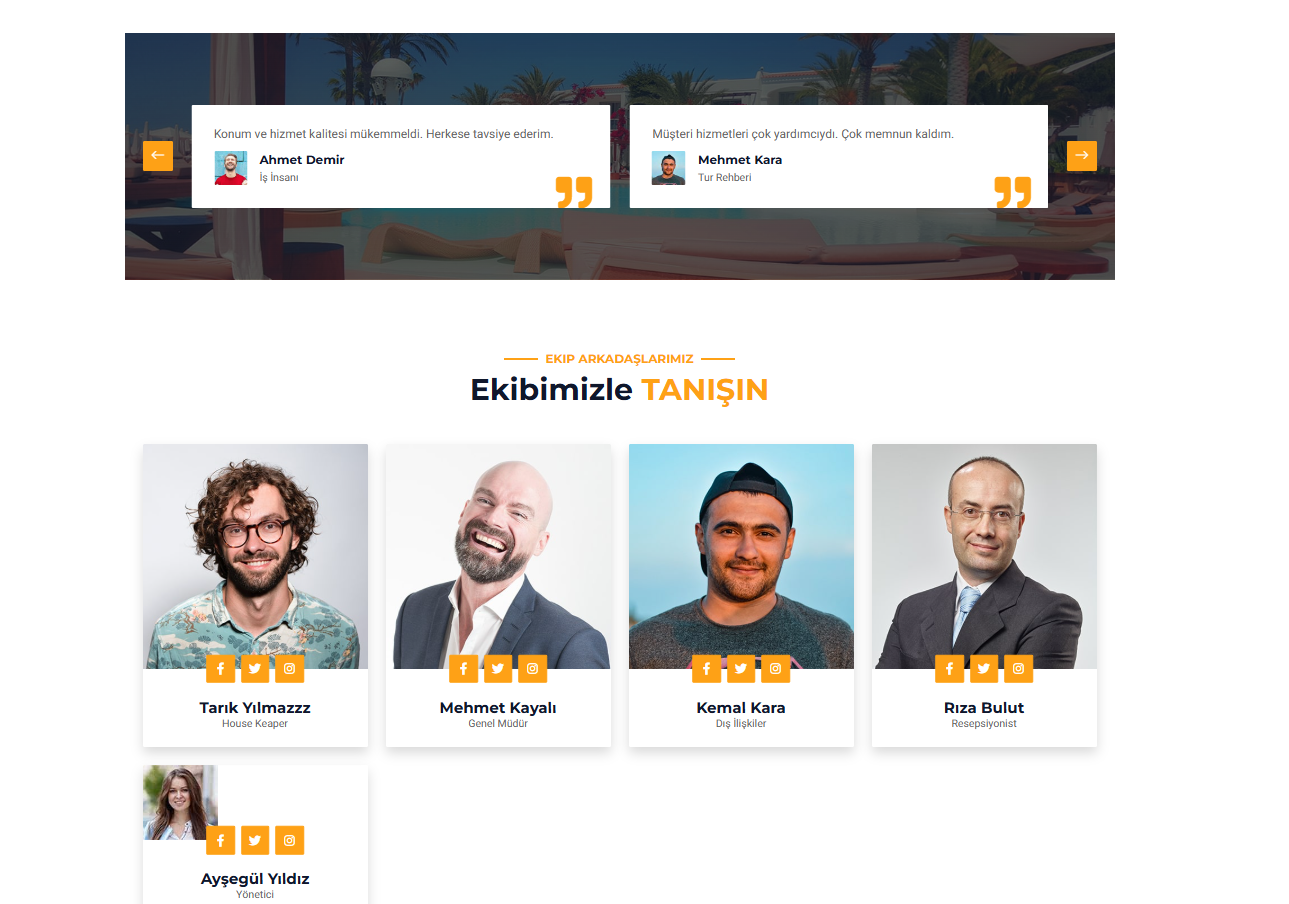 Konum ve hizmet kalitesi mükemmeldi. Herkese tavsiye ederim.
Ahmet Demir
İş İnsanı
Müşteri hizmetleri çok yardımcıydı. Çok memnun kaldım.
Mehmet Kara
Tur Rehberi
EKIP ARKADAŞLARIMIZ
Ekibimizle TANIŞIN
Tarık Yılmazzz
House Keaper
Mehmet Kayalı
Genel Müdür
Kemal Kara
Dış İlişkiler
Rıza Bulut
Resepsiyonist
Ayşegül Yıldız
Yönetici